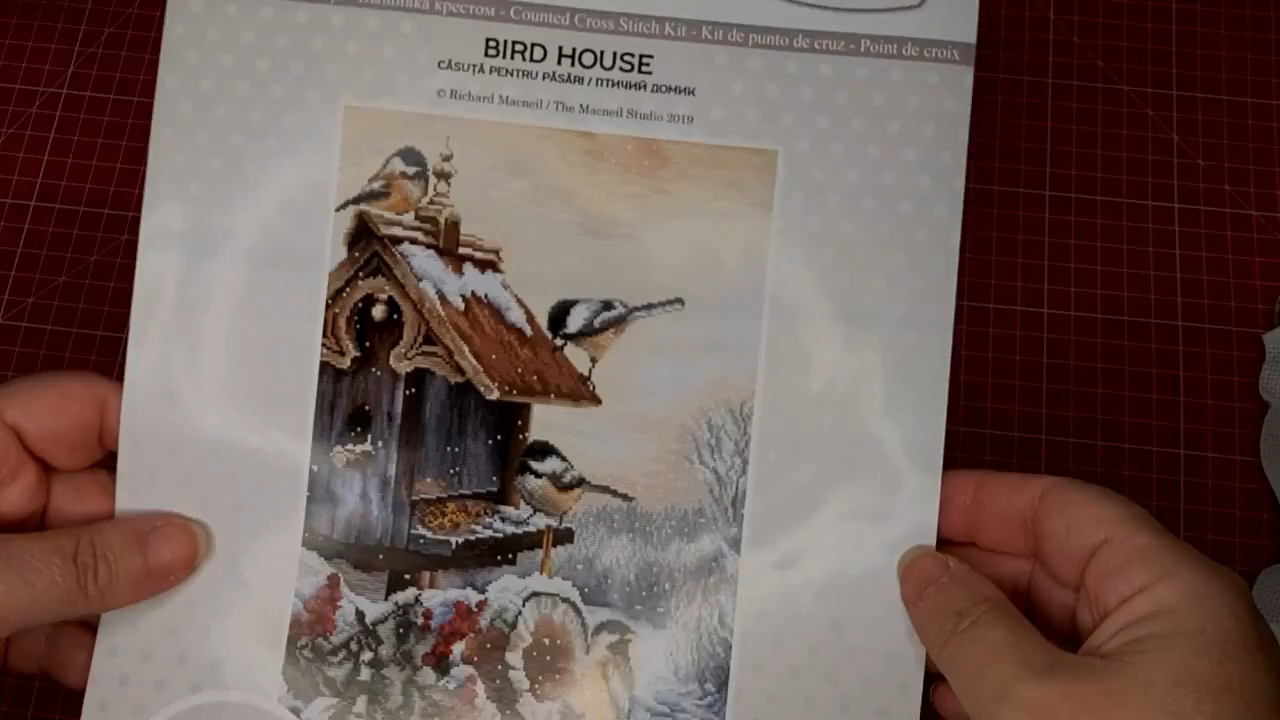 крестом - Counted Cross Stitch Kit - Kit de punto de cruz - Point de croix
BIRD HOUSE
CĂSUȚĂ PENTRU PĂSĂRI / ПТИЧИЙ ДОМИК
© Richard Macneil / The Macneil Studio 2019